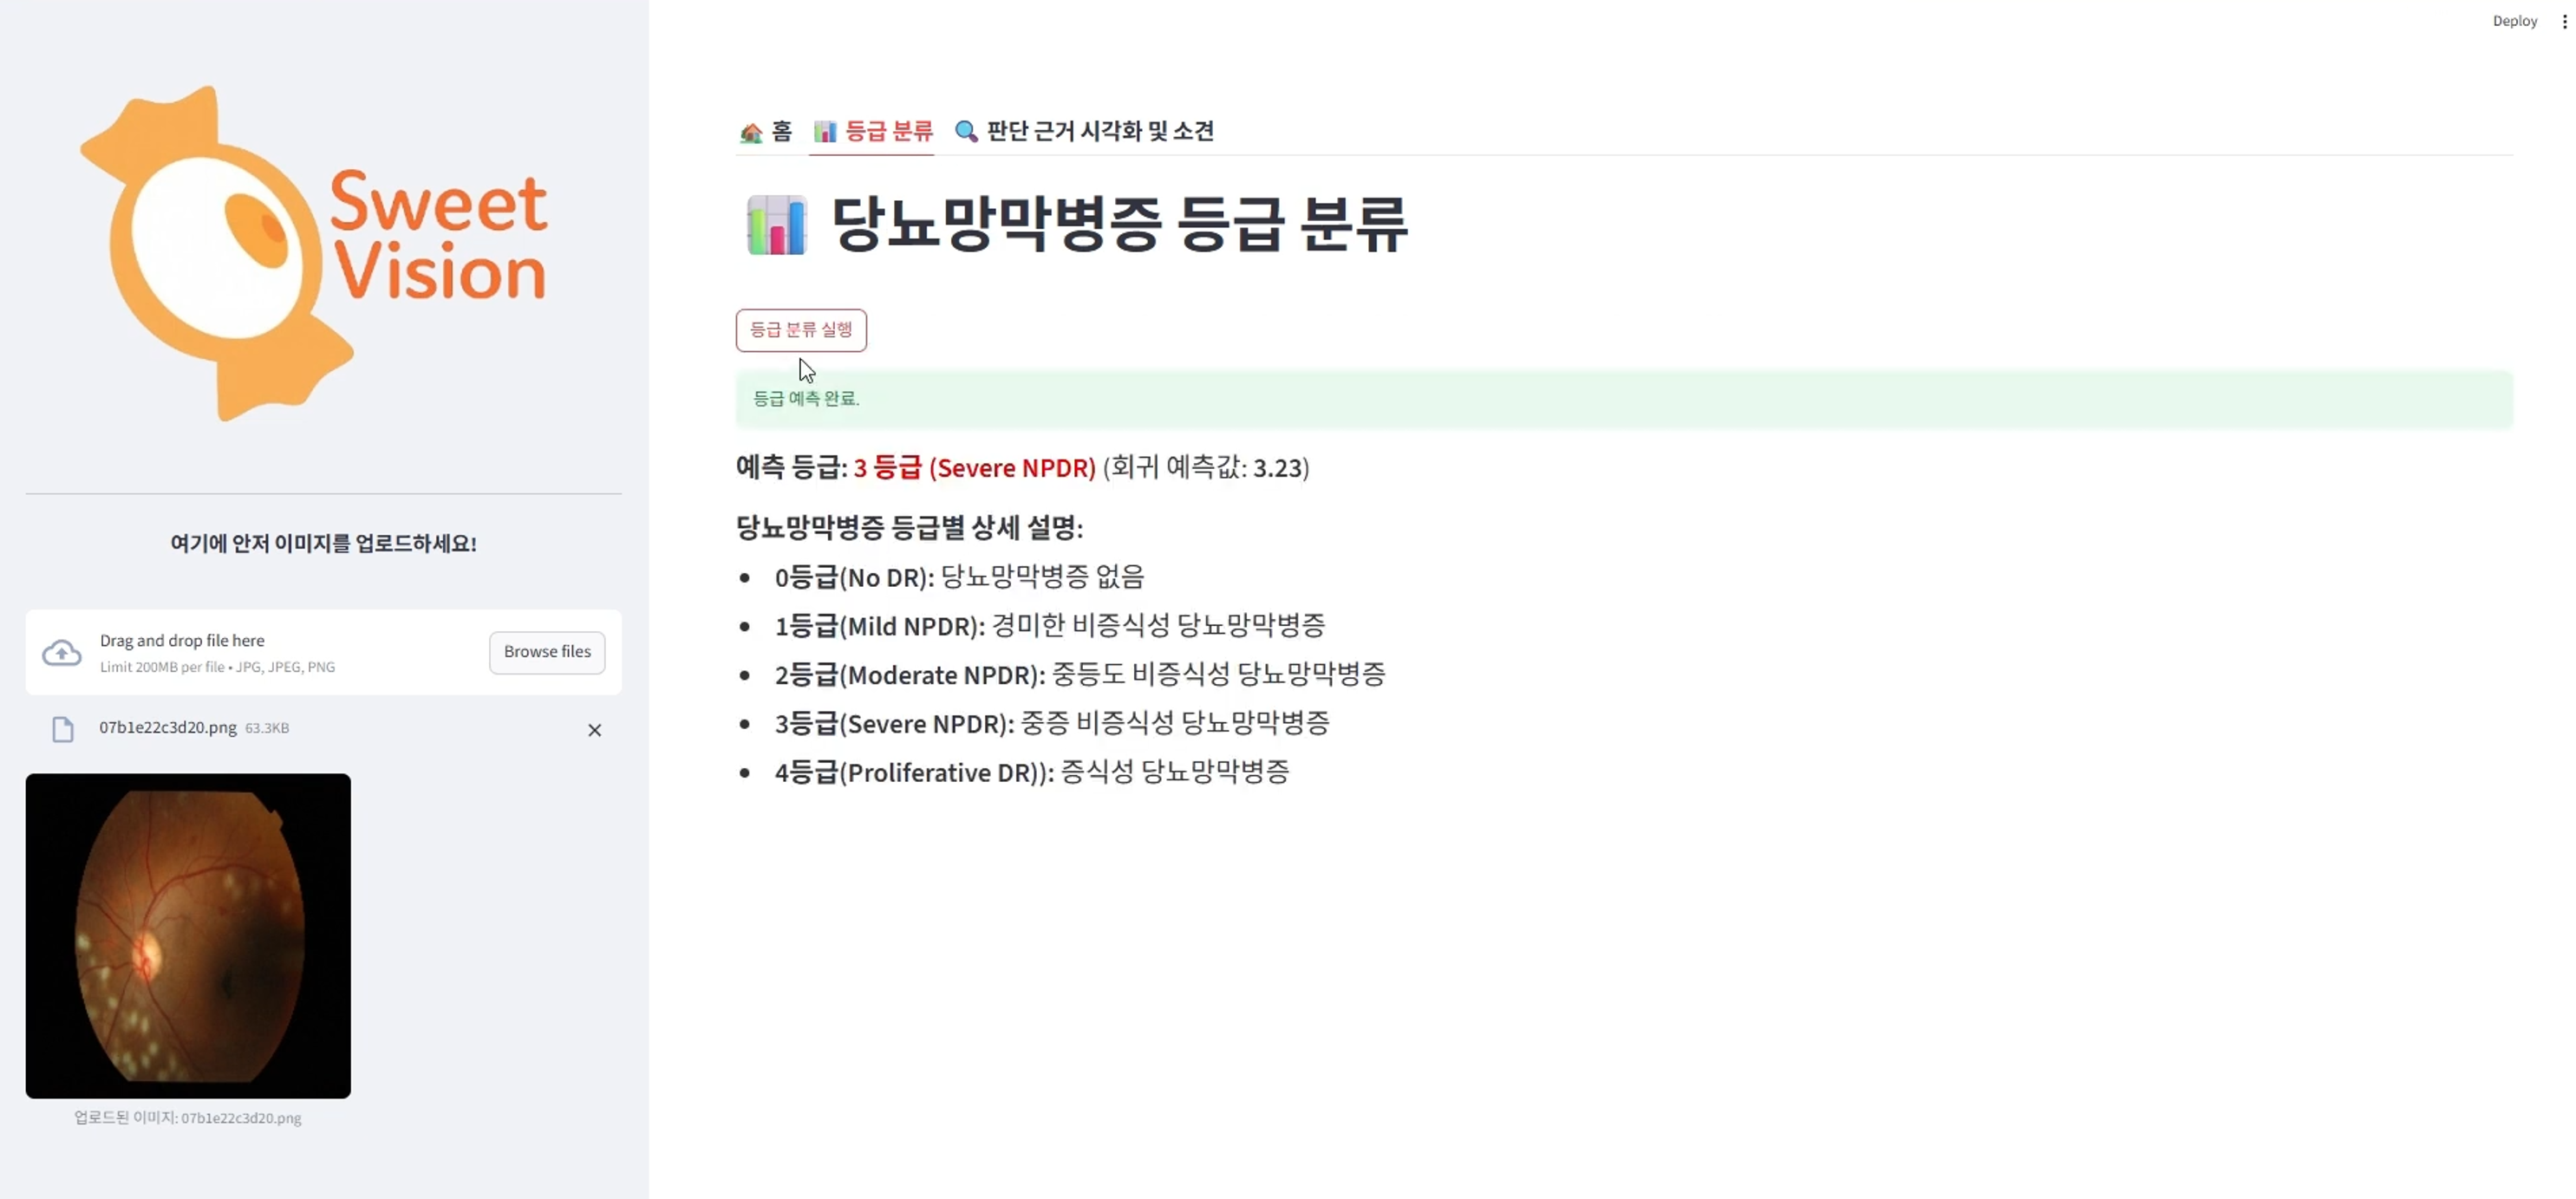 Sweet
Vision
여기에 안저 이미지를 업로드하세요!
Drag and drop file here
Limit 200MB per file • JPG, JPEG, PNG
Browse files
07b1e22c3d20.png 63.3KB
업로드된 이미지: 07b1e22c3d20.png
Deploy
홈 등급 분류 판단 근거 시각화 및 소견
당뇨망막병증 등급 분류
등급 분류 실행
등급 예측 완료.
예측 등급: 3 등급 (Severe NPDR) (회귀 예측값: 3.23)
당뇨망막병증 등급별 상세 설명:
• 0등급(No DR): 당뇨망막병증 없음
• 1등급(Mild NPDR): 경미한 비증식성 당뇨망막병증
• 2등급(Moderate NPDR): 중등도 비증식성 당뇨망막병증
• 3등급(Severe NPDR): 중증 비증식성 당뇨망막병증
• 4등급(Proliferative DR)): 증식성 당뇨망막병증